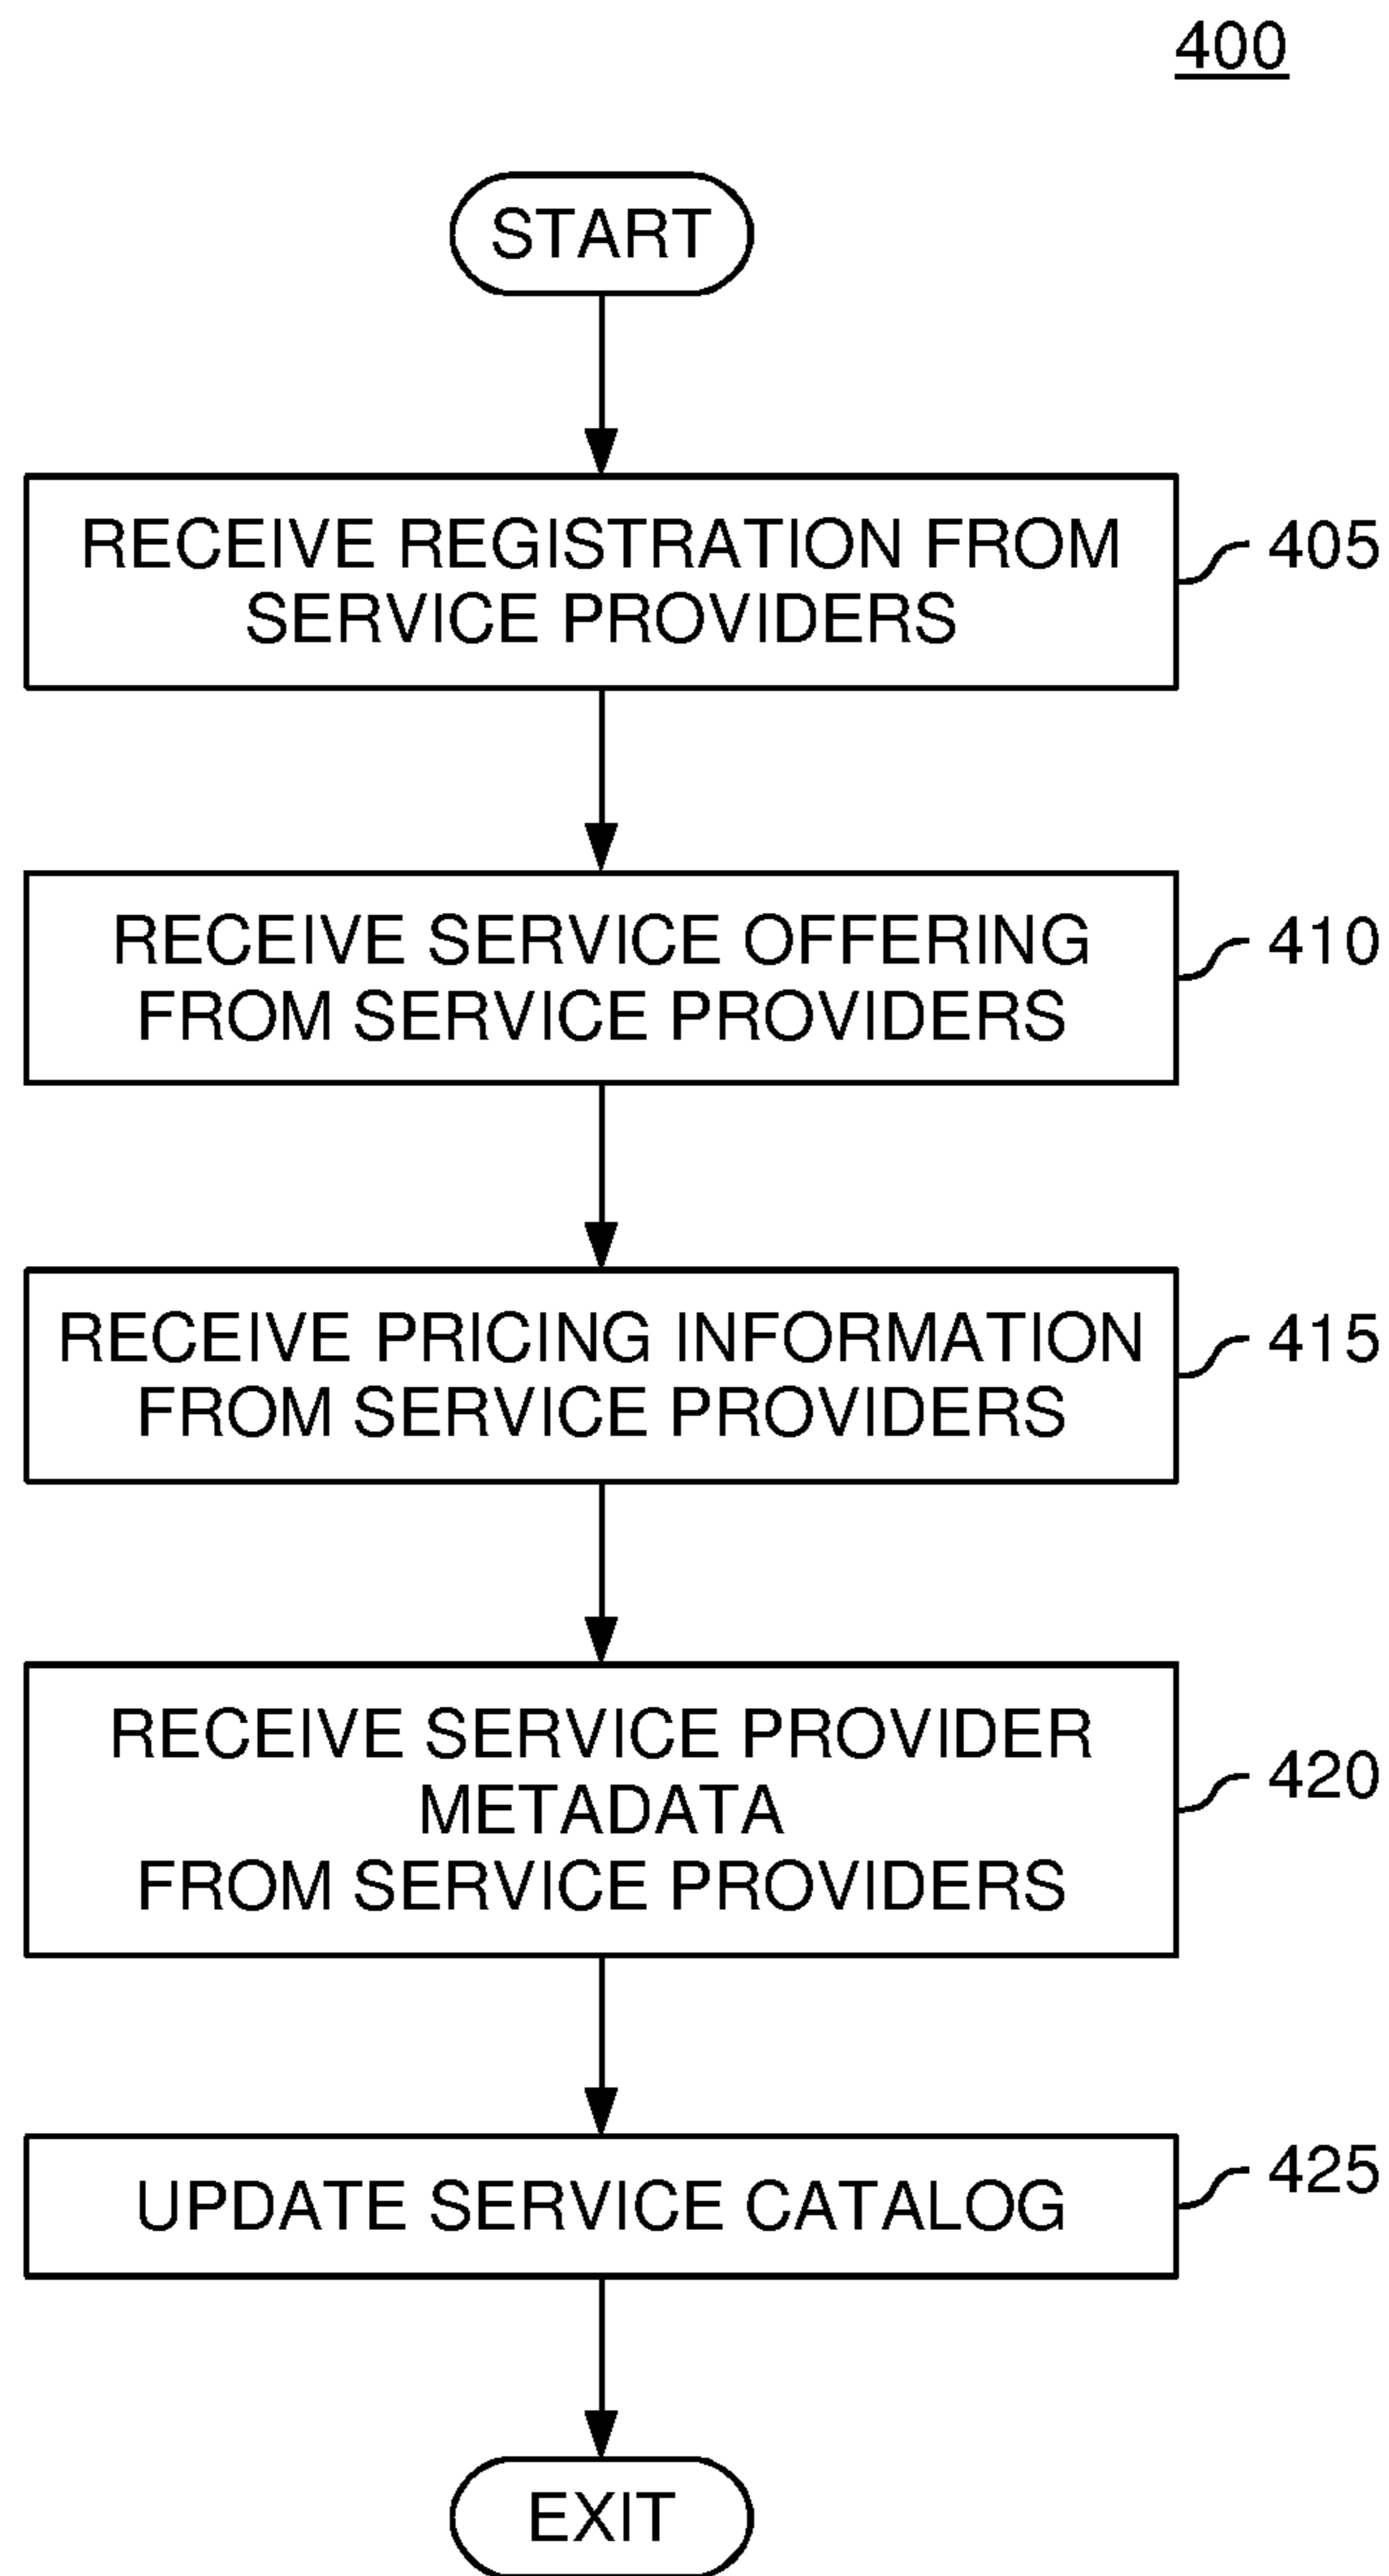 400
START
RECEIVE REGISTRATION FROM
SERVICE PROVIDERS
405
RECEIVE SERVICE OFFERING
FROM SERVICE PROVIDERS
410
RECEIVE PRICING INFORMATION
FROM SERVICE PROVIDERS
415
RECEIVE SERVICE PROVIDER
METADATA
FROM SERVICE PROVIDERS
420
UPDATE SERVICE CATALOG
425
EXIT